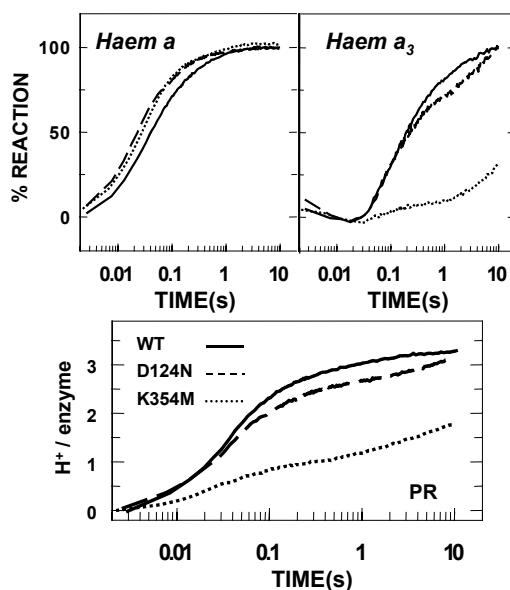 Haem a
Haem a3
% REACTION
100
50
0
0.01 0.1 1 10
0.01 0.1 1 10
TIME(s)
TIME(s)
WT
D124N
K354M
H+ / enzyme
3
2
1
0
PR
0.01 0.1 1 10
TIME(s)